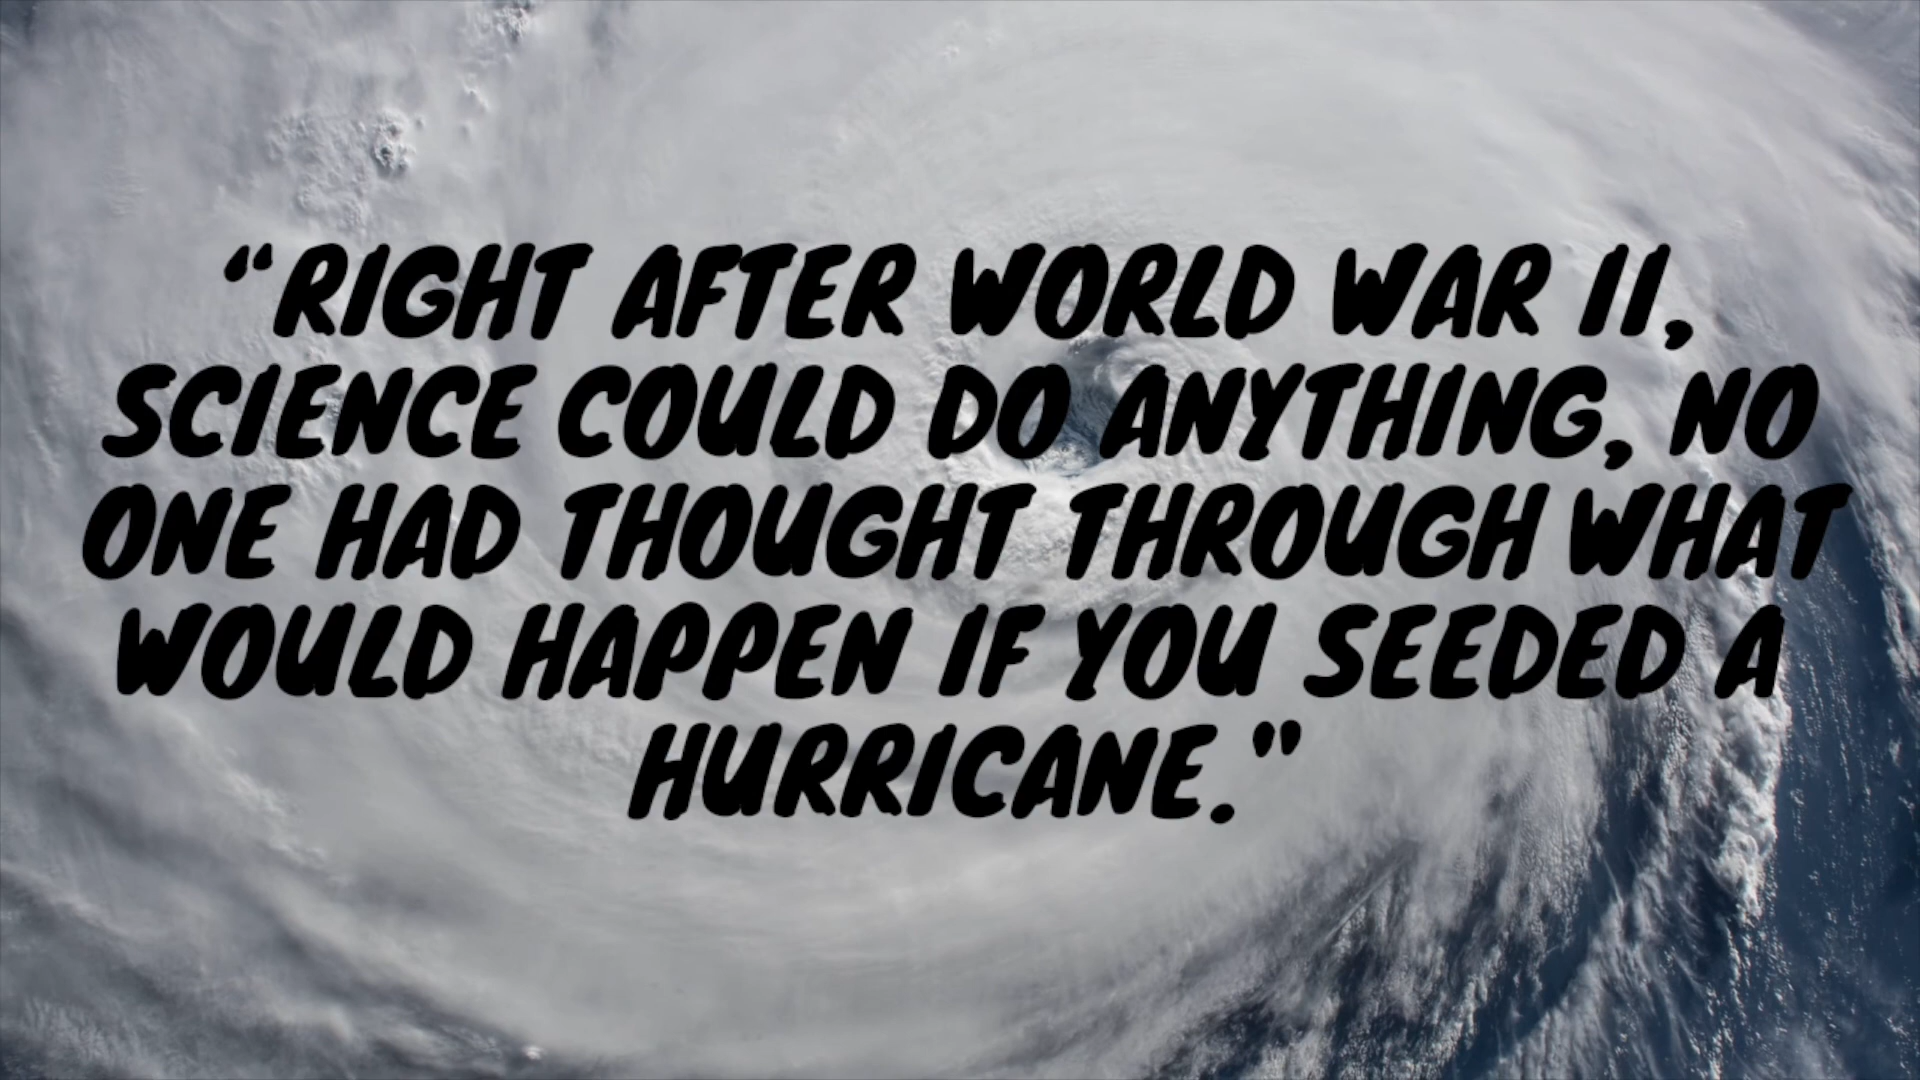 “RIGHT AFTER WORLD WAR II,
SCIENCE COULD DO ANYTHING, NO
ONE HAD THOUGHT THROUGH WHAT
WOULD HAPPEN IF YOU SEEDED A
HURRICANE.”